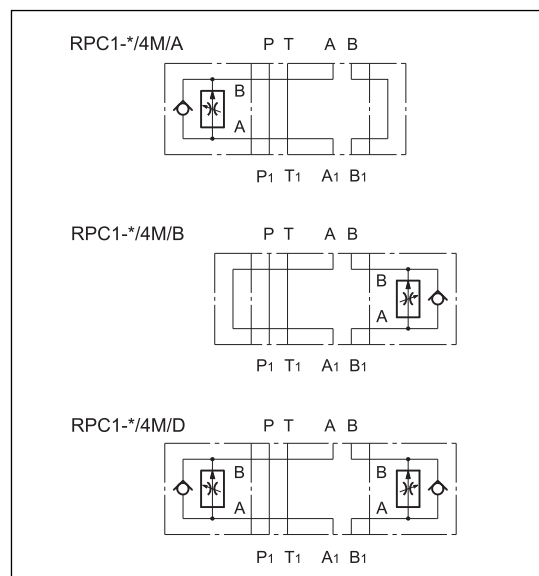 RPC1-*/4M/A P T A B
B
A
P1 T1 A1 B1
RPC1-*/4M/B P T A B
B
A
P1 T1 A1 B1
RPC1-*/4M/D P T A B
B B
A A
P1 T1 A1 B1